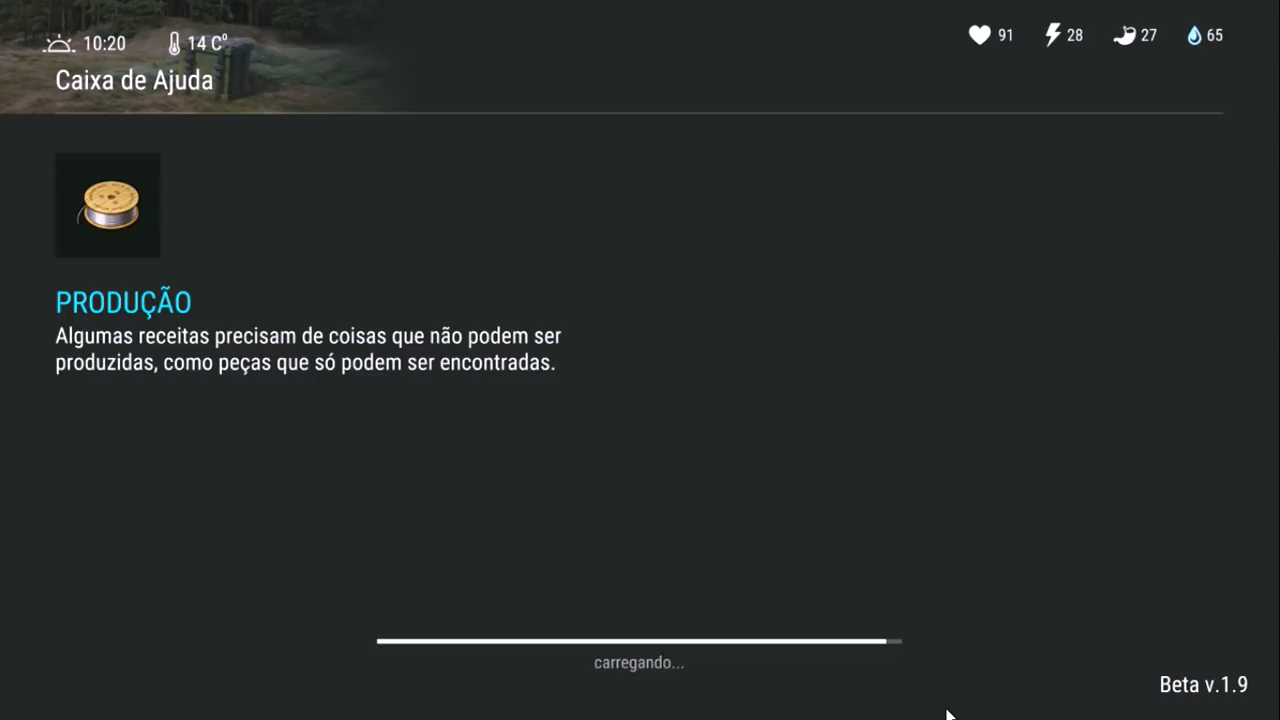 10:20
14 C⁰
91
28
27
65
Caixa de Ajuda
PRODUÇÃO
Algumas receitas precisam de coisas que não podem ser
produzidas, como peças que só podem ser encontradas.
carregando...
Beta v.1.9